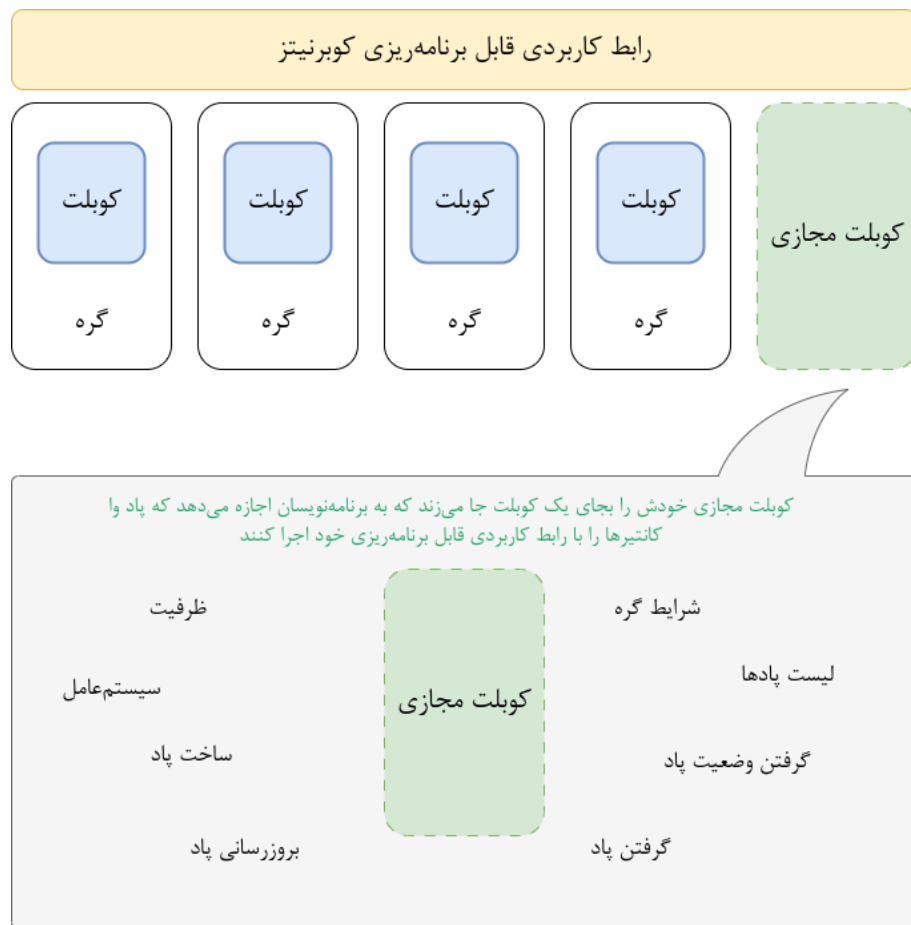 رابط کاربردی قابل برنامه‌ریزی کوبرنیتز
کوبلت
کوبلت
کوبلت
کوبلت
کوبلت مجازی
گره
گره
گره
گره
کوبلت مجازی خودش را بجای یک کوبلت جا می‌زند که به برنامه‌نویسان اجازه می‌دهد که پاد وا
کانتیرها را با رابط کاربردی قابل برنامه‌ریزی خود اجرا کنند
شرایط گره
ظرفیت
لیست پادها
سیستم‌عامل
کوبلت مجازی
گرفتن وضعیت پاد
ساخت پاد
گرفتن پاد
بروزرسانی پاد